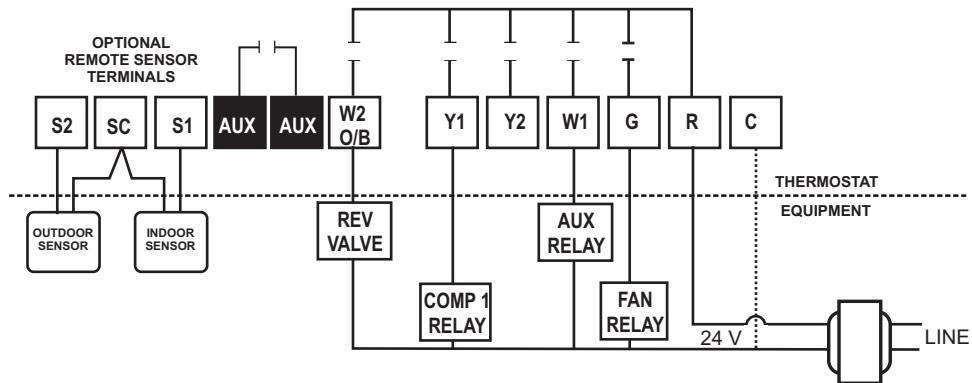 OPTIONAL
REMOTE SENSOR
TERMINALS
S2
SC
S1
AUX
AUX
W2
O/B
Y1
Y2
W1
G
R
C
THERMOSTAT
EQUIPMENT
OUTDOOR
SENSOR
INDOOR
SENSOR
REV
VALVE
AUX
RELAY
COMP 1
RELAY
FAN
RELAY
24 V
LINE